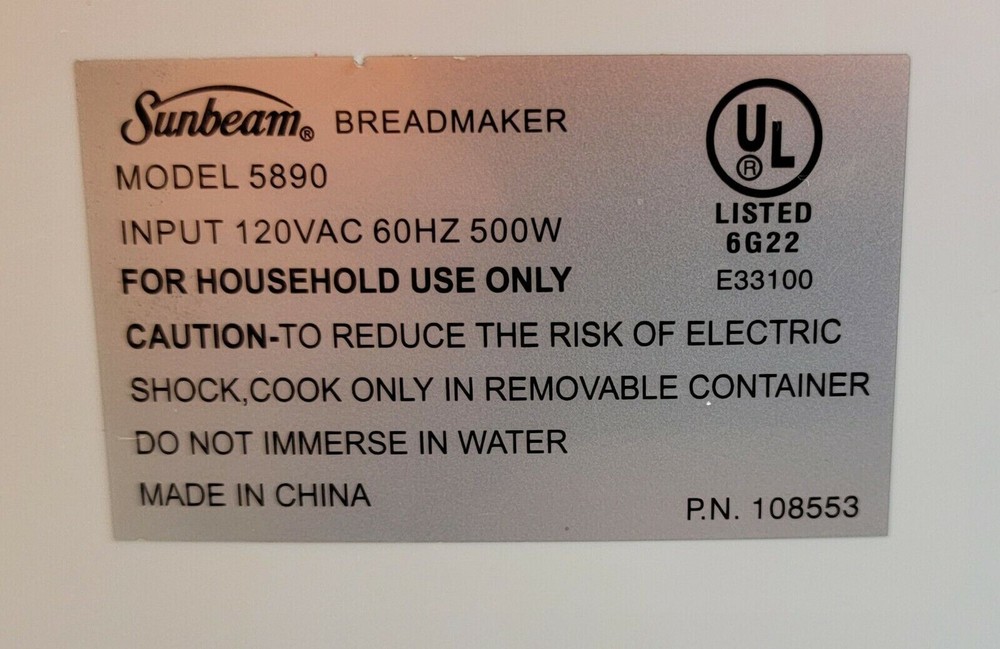 Sunbeam® BREADMAKER
MODEL 5890
INPUT 120VAC 60HZ 500W
FOR HOUSEHOLD USE ONLY
CAUTION-TO REDUCE THE RISK OF ELECTRIC
SHOCK,COOK ONLY IN REMOVABLE CONTAINER
DO NOT IMMERSE IN WATER
MADE IN CHINA
UL®
LISTED
6G22
E33100
P.N. 108553